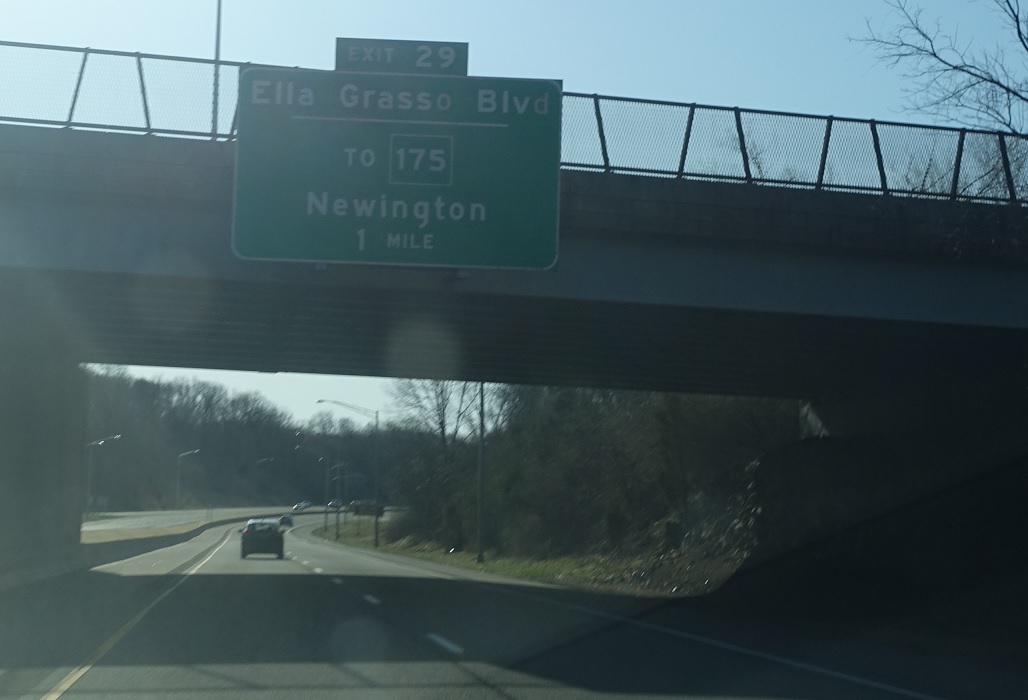 EXIT 29
Ella Grasso Blvd
TO 175
Newington
1 MILE